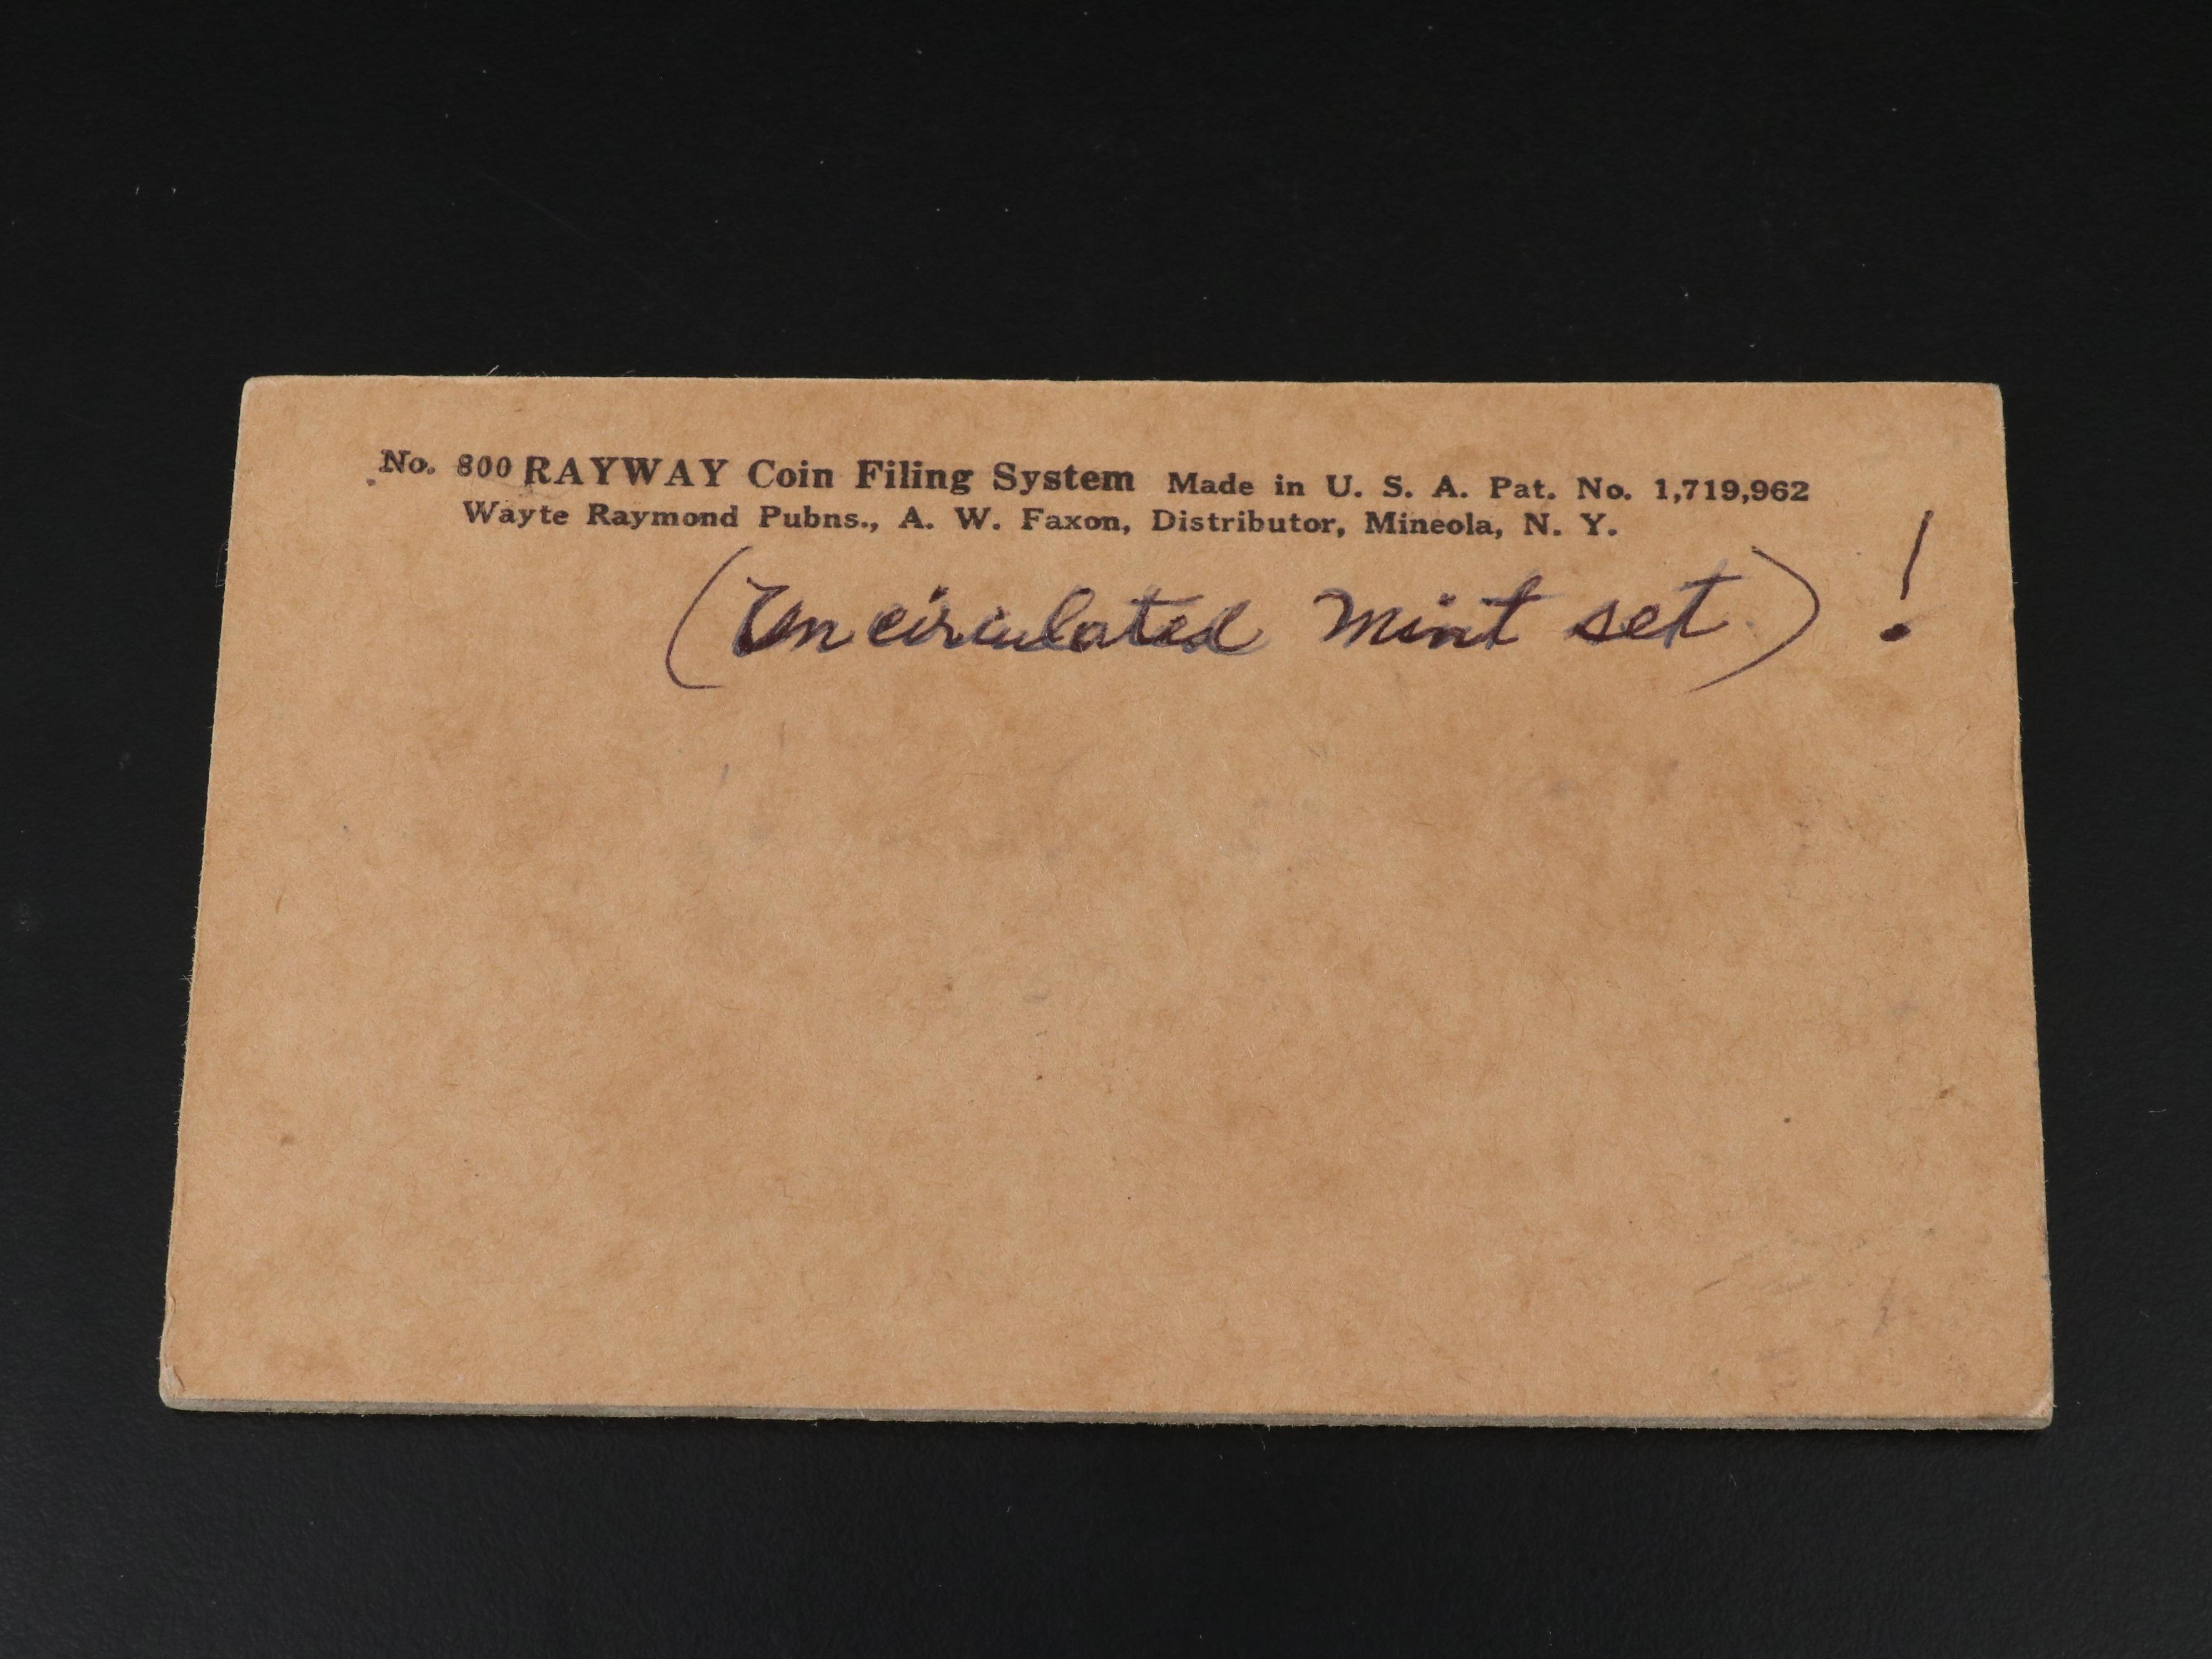 No. 800 RAYWAY Coin Filing System Made in U. S. A. Pat. No. 1,719,962
Wayte Raymond Pubns., A. W. Faxon, Distributor, Mineola, N. Y.
(Uncirculated mint set.) !